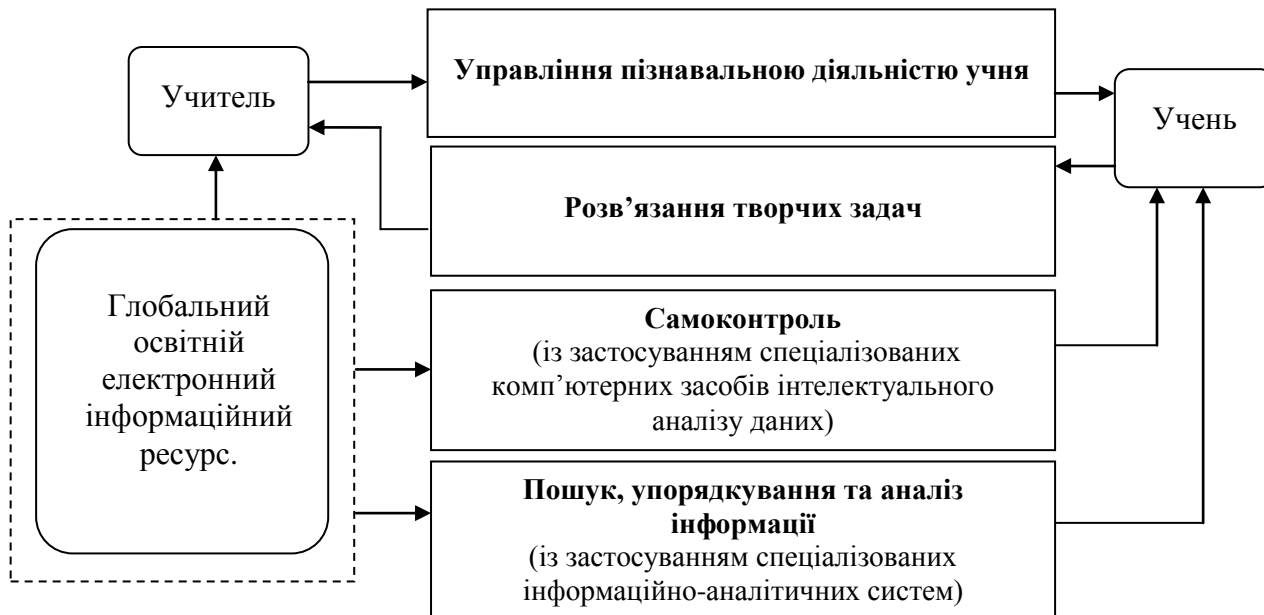 Управління пізнавальною діяльністю учня
Учитель
Учень
Розв’язання творчих задач
Глобальний
освітній
електронний
інформаційний
ресурс.
Самоконтроль
(із застосуванням спеціалізованих
комп’ютерних засобів інтелектуального
аналізу даних)
Пошук, упорядкування та аналіз
інформації
(із застосуванням спеціалізованих
інформаційно-аналітичних систем)